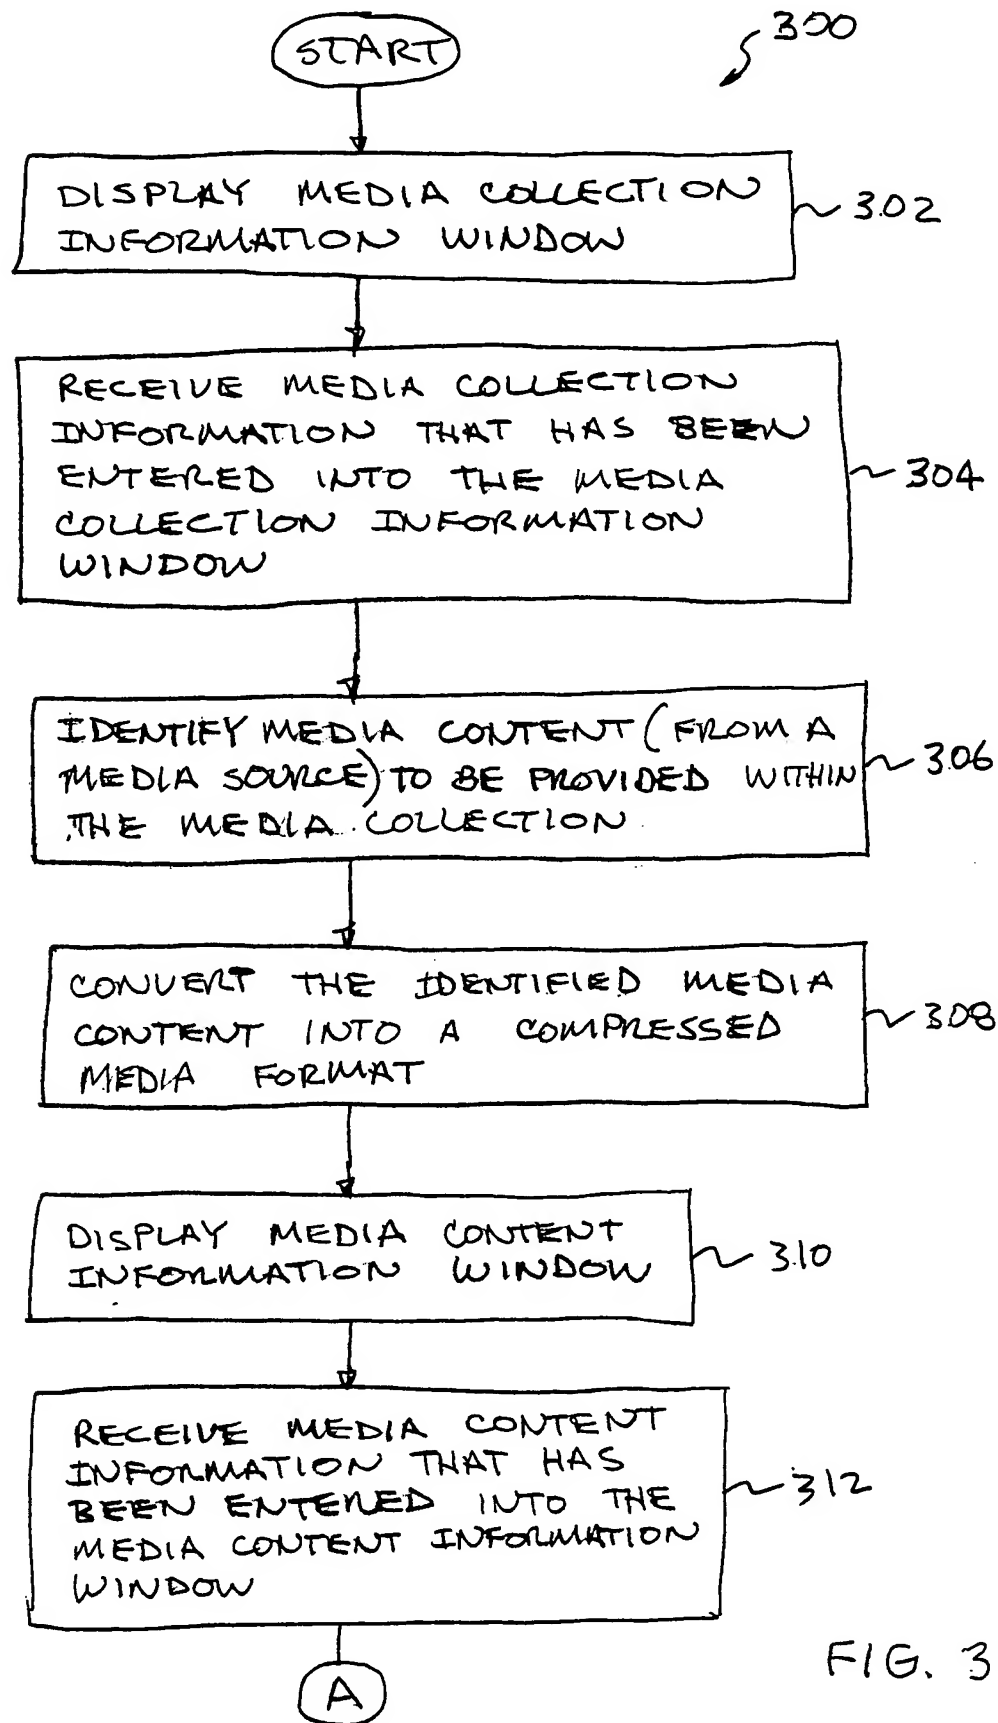 START
300
DISPLAY MEDIA COLLECTION
INFORMATION WINDOW
302
RECEIVE MEDIA COLLECTION
INFORMATION THAT HAS BEEN
ENTERED INTO THE MEDIA
COLLECTION INFORMATION
WINDOW
304
IDENTIFY MEDIA CONTENT (FROM A
MEDIA SOURCE) TO BE PROVIDED WITHIN
THE MEDIA COLLECTION
306
CONVERT THE IDENTIFIED MEDIA
CONTENT INTO A COMPRESSED
MEDIA FORMAT
308
DISPLAY MEDIA CONTENT
INFORMATION WINDOW
310
RECEIVE MEDIA CONTENT
INFORMATION THAT HAS
BEEN ENTERED INTO THE
MEDIA CONTENT INFORMATION
WINDOW
312
A
FIG. 3